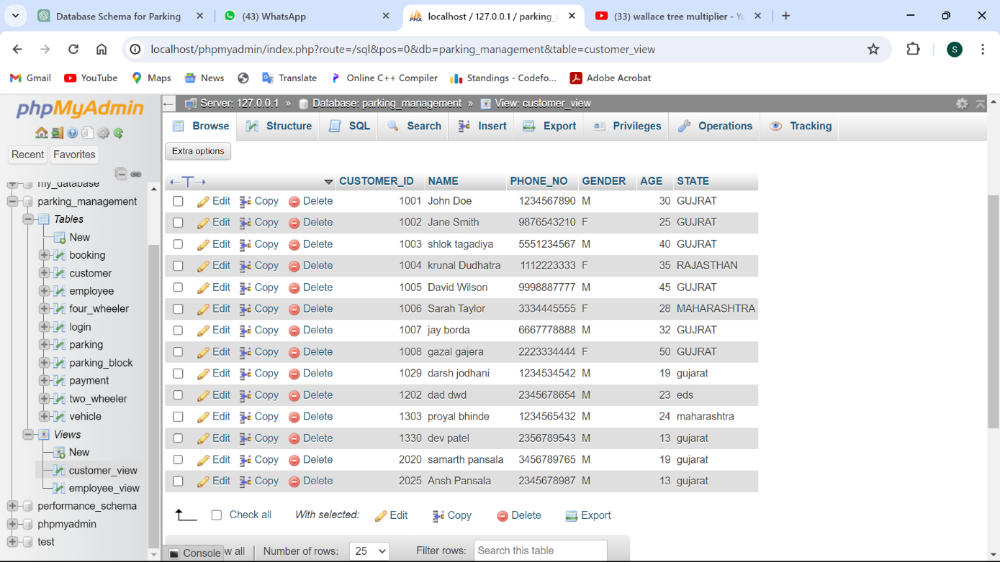 Database Schema for Parking
(43) WhatsApp
localhost / 127.0.0.1 / parking_
(33) wallace tree multiplier - Yo
localhost/phpmyadmin/index.php?route=/sql&pos=0&db=parking_management&table=customer_view
S
Gmail YouTube Maps News Translate Online C++ Compiler Standings - Codefo... Adobe Acrobat
phpMyAdmin
Recent Favorites
my_database
parking_management
Tables
New
booking
customer
employee
four_wheeler
login
parking
parking_block
payment
two_wheeler
vehicle
Views
New
customer_view
employee_view
performance_schema
phpmyadmin
test
Server: 127.0.0.1 » Database: parking_management » View: customer_view
Browse Structure SQL Search Insert Export Privileges Operations Tracking
Extra options
CUSTOMER_ID NAME PHONE_NO GENDER AGE STATE
Edit Copy Delete 1001 John Doe 1234567890 M 30 GUJRAT
Edit Copy Delete 1002 Jane Smith 9876543210 F 25 GUJRAT
Edit Copy Delete 1003 shlok tagadiya 5551234567 M 40 GUJRAT
Edit Copy Delete 1004 krunal Dudhatra 1112223333 F 35 RAJASTHAN
Edit Copy Delete 1005 David Wilson 9998887777 M 45 GUJRAT
Edit Copy Delete 1006 Sarah Taylor 3334445555 F 28 MAHARASHTRA
Edit Copy Delete 1007 jay borda 6667778888 M 32 GUJRAT
Edit Copy Delete 1008 gazal gajera 2223334444 F 50 GUJRAT
Edit Copy Delete 1029 darsh jodhani 1234534542 M 19 gujarat
Edit Copy Delete 1202 dad dwd 2345678654 M 23 eds
Edit Copy Delete 1303 proyal bhinde 1234565432 M 24 maharashtra
Edit Copy Delete 1330 dev patel 2356789543 M 13 gujarat
Edit Copy Delete 2020 samarth pansala 3456789765 M 19 gujarat
Edit Copy Delete 2025 Ansh Pansala 2345678987 M 13 gujarat
Check all With selected: Edit Copy Delete Export
Console w all Number of rows: 25 Filter rows: Search this table